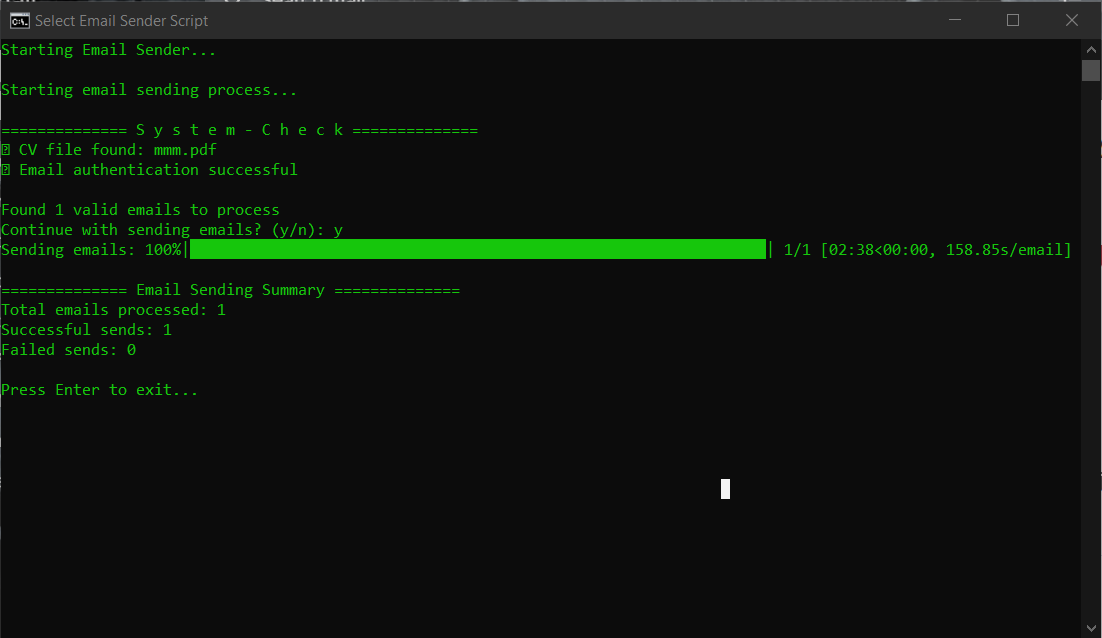 Select Email Sender Script
Starting Email Sender...
Starting email sending process...
============== S y s t e m - C h e c k ==============
CV file found: mmm.pdf
Email authentication successful
Found 1 valid emails to process
Continue with sending emails? (y/n): y
Sending emails: 100%|██████████| 1/1 [02:38<00:00, 158.85s/email]
============== Email Sending Summary ==============
Total emails processed: 1
Successful sends: 1
Failed sends: 0
Press Enter to exit...